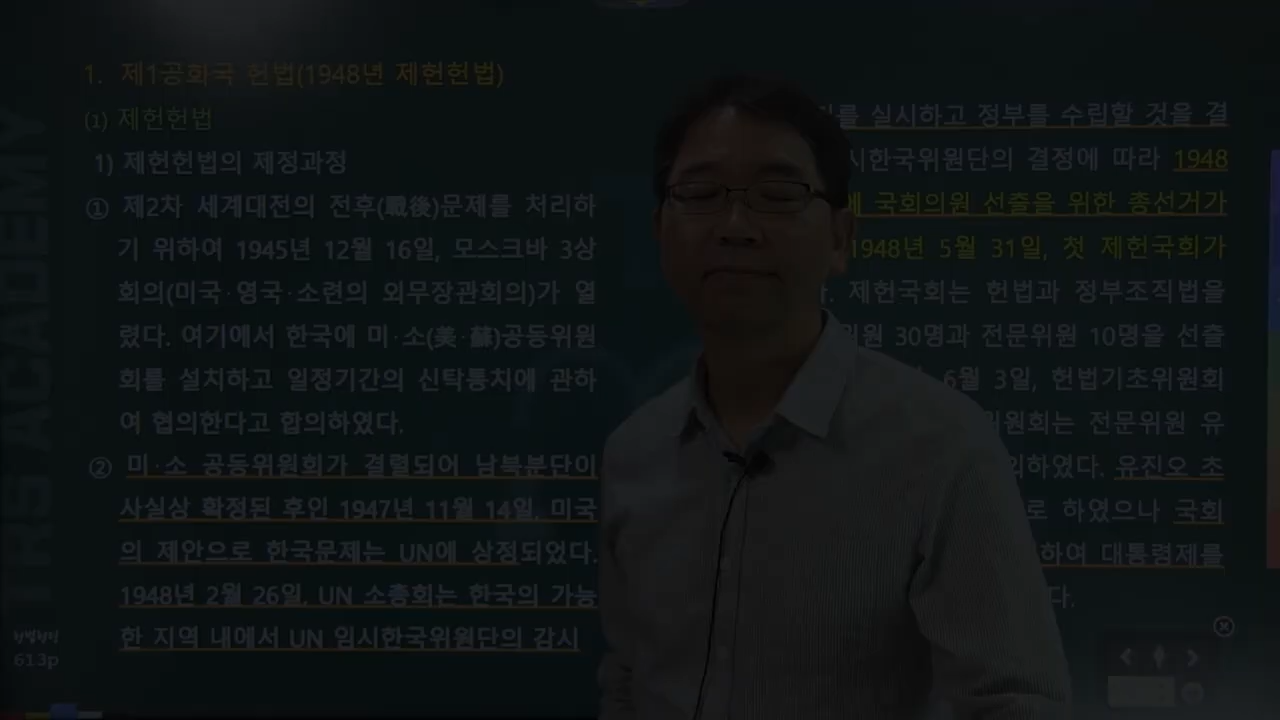 1. 제1공화국 헌법(1948년 제헌헌법)
(1) 제헌헌법
1) 제헌헌법의 제정과정
① 제2차 세계대전의 전후(戰後)문제를 처리하
기 위하여 1945년 12월 16일, 모스크바 3상
회의(미국·영국·소련의 외무장관회의)가 열
렸다. 여기에서 한국에 미·소(美·蘇)공동위원
회를 설치하고 일정기간의 신탁통치에 관하
여 협의한다고 합의하였다.
② 미·소 공동위원회가 결렬되어 남북분단이
사실상 확정된 후인 1947년 11월 14일, 미국
의 제안으로 한국문제는 UN에 상정되었다.
1948년 2월 26일, UN 소총회는 한국의 가능
한 지역 내에서 UN 임시한국위원단의 감시
를 실시하고 정부를 수립할 것을 결
시한국위원단의 결정에 따라 1948
에 국회의원 선출을 위한 총선거가
1948년 5월 31일, 첫 제헌국회가
. 제헌국회는 헌법과 정부조직법을
위원 30명과 전문위원 10명을 선출
6월 3일, 헌법기초위원회
위원회는 전문위원 유
의하였다. 유진오 초
로 하였으나 국회
하여 대통령제를
다.
TRS ACADEMY
613p